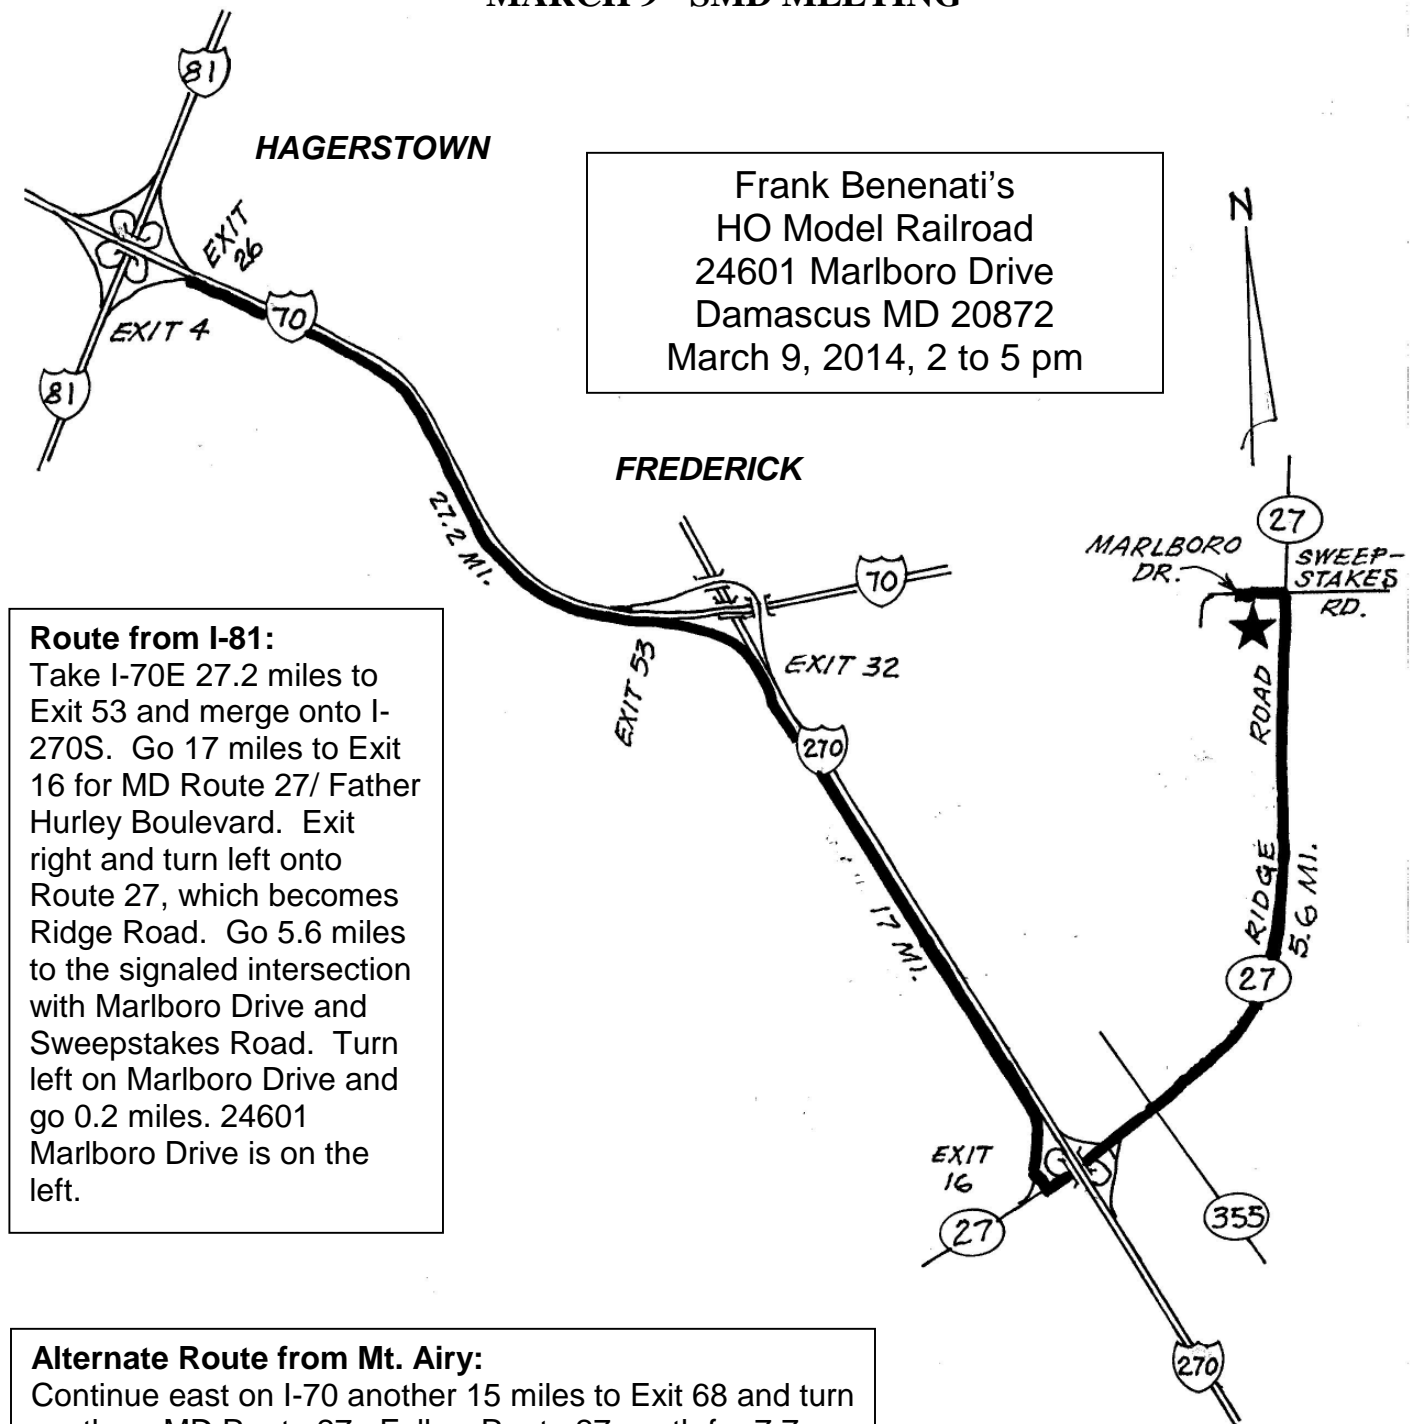 MARCH 9 SMD MEETING
81
HAGERSTOWN
Frank Benenati’s
HO Model Railroad
24601 Marlboro Drive
Damascus MD 20872
March 9, 2014, 2 to 5 pm
N
EXIT
26
70
EXIT 4
81
FREDERICK
27.2 MI.
27
MARLBORO
DR.
SWEEP-
STAKES
RD.
70
EXIT 53
EXIT 32
270
Route from I-81:
Take I-70E 27.2 miles to
Exit 53 and merge onto I-
270S. Go 17 miles to Exit
16 for MD Route 27/ Father
Hurley Boulevard. Exit
right and turn left onto
Route 27, which becomes
Ridge Road. Go 5.6 miles
to the signaled intersection
with Marlboro Drive and
Sweepstakes Road. Turn
left on Marlboro Drive and
go 0.2 miles. 24601
Marlboro Drive is on the
left.
17 MI.
RIDGE ROAD
5.6 MI.
27
EXIT
16
27
355
270
Alternate Route from Mt. Airy:
Continue east on I-70 another 15 miles to Exit 68 and turn